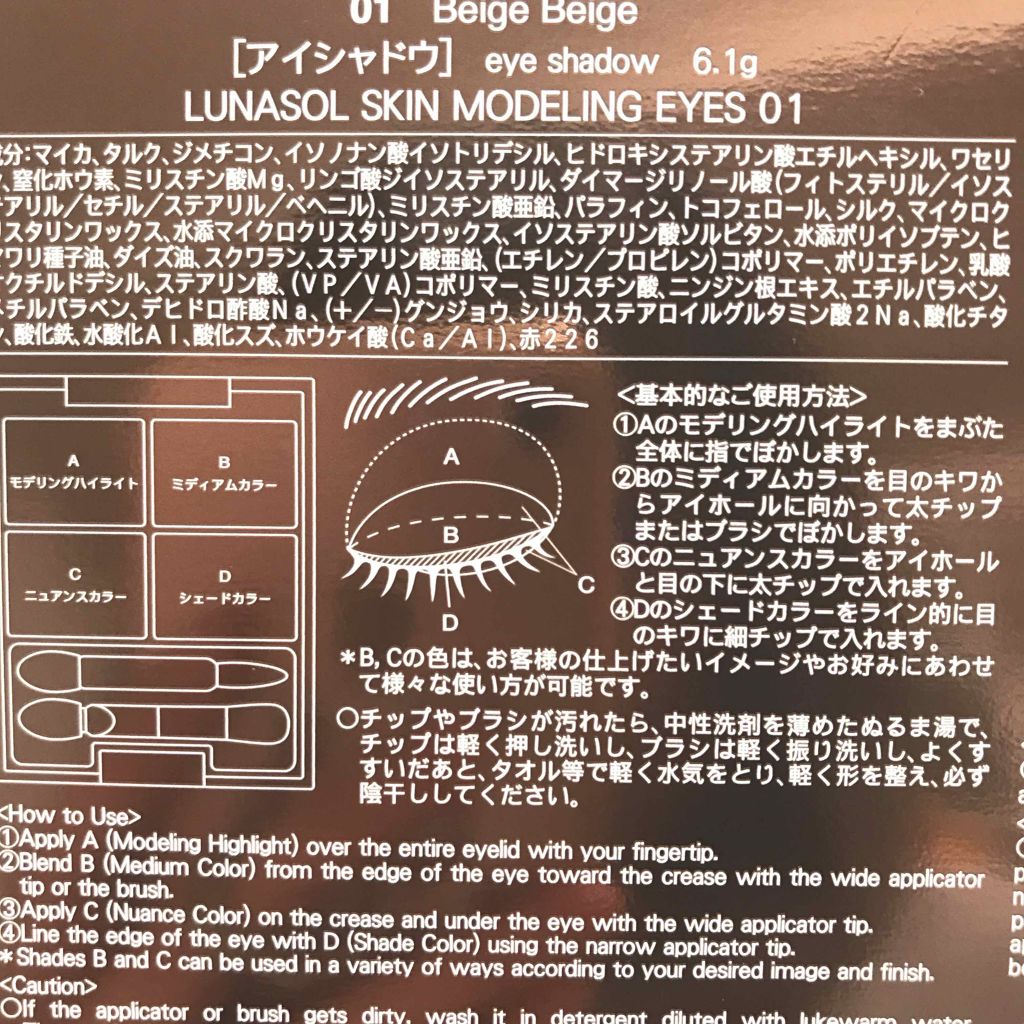 01 Beige Beige
［アイシャドウ］ eye shadow 6.1g
LUNASOL SKIN MODELING EYES 01
成分：マイカ、タルク、ジメチコン、イソノナン酸イソトリデシル、ヒドロキシステアリン酸エチルヘキシル、ワセリ
ン、窒化ホウ素、ミリスチン酸Ｍｇ、リンゴ酸ジイソステアリル、ダイマージリノール酸（フィトステリル／イソス
テアリル／セチル／ステアリル／ベヘニル）、ミリスチン酸亜鉛、パラフィン、トコフェロール、シルク、マイクロク
リスタリンワックス、水添マイクロクリスタリンワックス、イソステアリン酸ソルビタン、水添ポリイソブテン、ヒ
マワリ種子油、ダイズ油、スクワラン、ステアリン酸亜鉛、（エチレン／プロピレン）コポリマー、ポリエチレン、乳酸
オクチルドデシル、ステアリン酸、（ＶＰ／ＶＡ）コポリマー、ミリスチン酸、ニンジン根エキス、エチルパラベン、
メチルパラベン、デヒドロ酢酸Ｎａ、（＋／－）グンジョウ、シリカ、ステアロイルグルタミン酸２Ｎａ、酸化チタ
ン、酸化鉄、水酸化Ａｌ、酸化スズ、ホウケイ酸（Ｃａ／Ａｌ）、赤２２６
A
モデリングハイライト
B
ミディアムカラー
C
ニュアンスカラー
D
シェードカラー
A
B
C
D
＜基本的なご使用方法＞
①Aのモデリングハイライトをまぶた
全体に指でぼかします。
②Bのミディアムカラーを目のキワか
らアイホールに向かって太チップ
またはブラシでぼかします。
③Cのニュアンスカラーをアイホール
と目の下に太チップで入れます。
④Dのシェードカラーをライン的に目
のキワに細チップで入れます。
＊B, Cの色は、お客様の仕上げたいイメージやお好みにあわせ
て様々な使い方が可能です。
○チップやブラシが汚れたら、中性洗剤を薄めたぬるま湯で、
チップは軽く押し洗いし、ブラシは軽く振り洗いし、よくす
すいだあと、タオル等で軽く水気をとり、軽く形を整え、必ず
陰干ししてください。
<How to Use>
①Apply A (Modeling Highlight) over the entire eyelid with your fingertip.
②Blend B (Medium Color) from the edge of the eye toward the crease with the wide applicator
tip or the brush.
③Apply C (Nuance Color) on the crease and under the eye with the wide applicator tip.
④Line the edge of the eye with D (Shade Color) using the narrow applicator tip.
＊Shades B and C can be used in a variety of ways according to your desired image and finish.
<Caution>
○If the applicator or brush gets dirty, wash it in detergent diluted with lukewarm water.